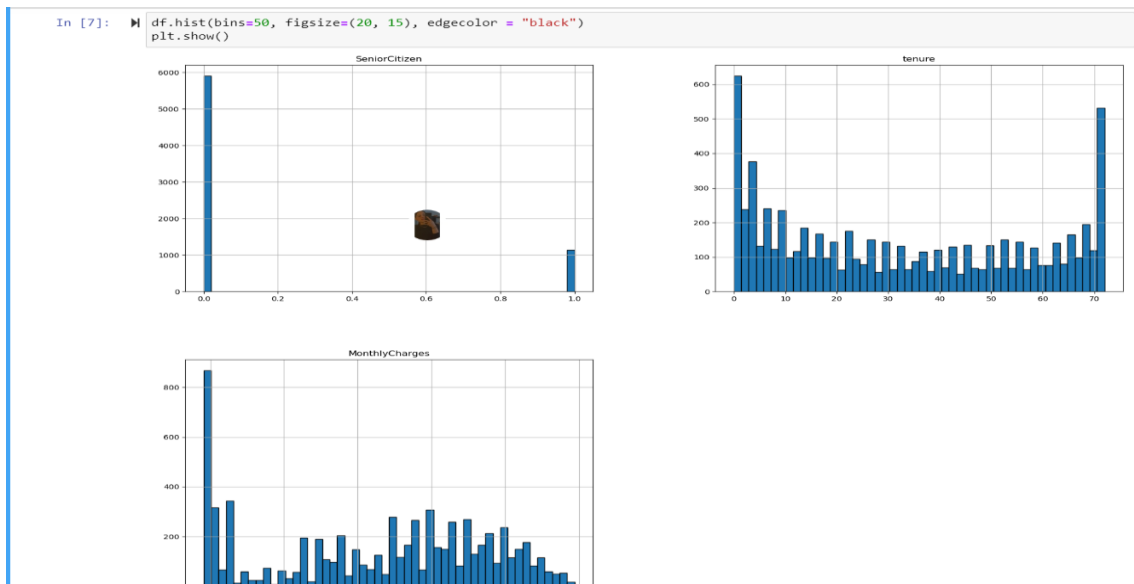 In [7]:
df.hist(bins=50, figsize=(20, 15), edgecolor = "black")
plt.show()
SeniorCitizen
6000
5000
4000
3000
2000
1000
0
0.0 0.2 0.4 0.6 0.8 1.0
tenure
600
500
400
300
200
100
0
0 10 20 30 40 50 60 70
MonthlyCharges
800
600
400
200